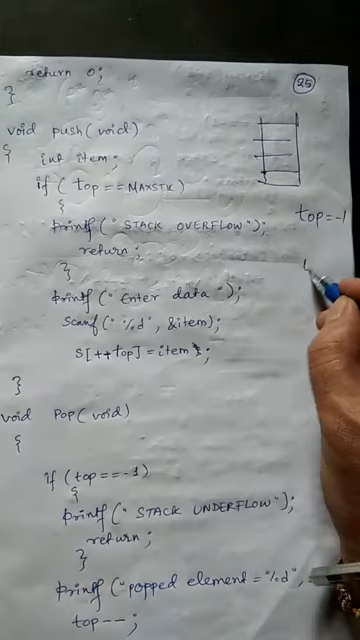 return 0;
25
}
void push(void)
{
int item;
if ( top == MAXSTK)
{
printf (" STACK OVERFLOW");
top = -1
return ;
}
printf (" Enter data ");
scanf (" %d", &item);
s[++top] = item ;
}
void Pop(void)
{
if (top == -1)
{
printf (" STACK UNDERFLOW");
return ;
}
printf ("popped element = %d",
top-- ;